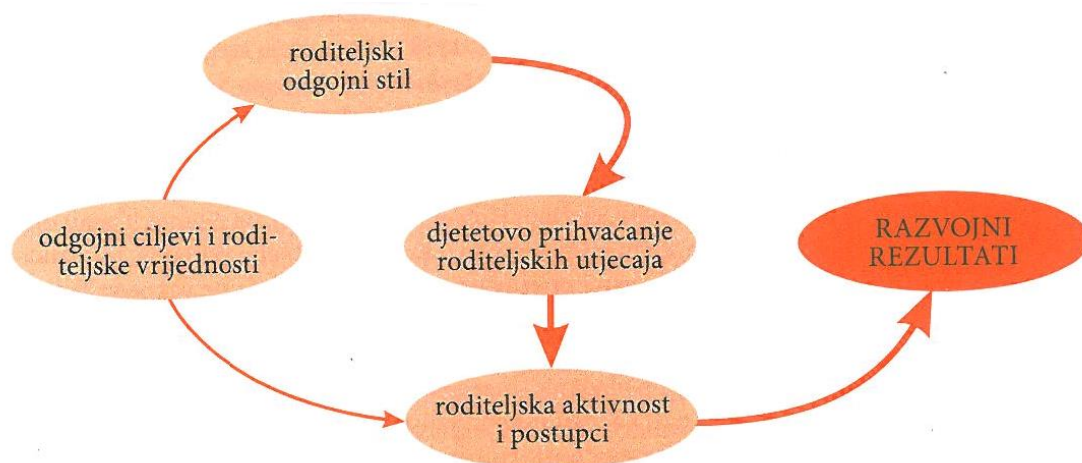 roditeljski
odgojni stil
odgojni ciljevi i rodi-
teljske vrijednosti
djetetovo prihvaćanje
roditeljskih utjecaja
RAZVOJNI
REZULTATI
roditeljska aktivnost
i postupci